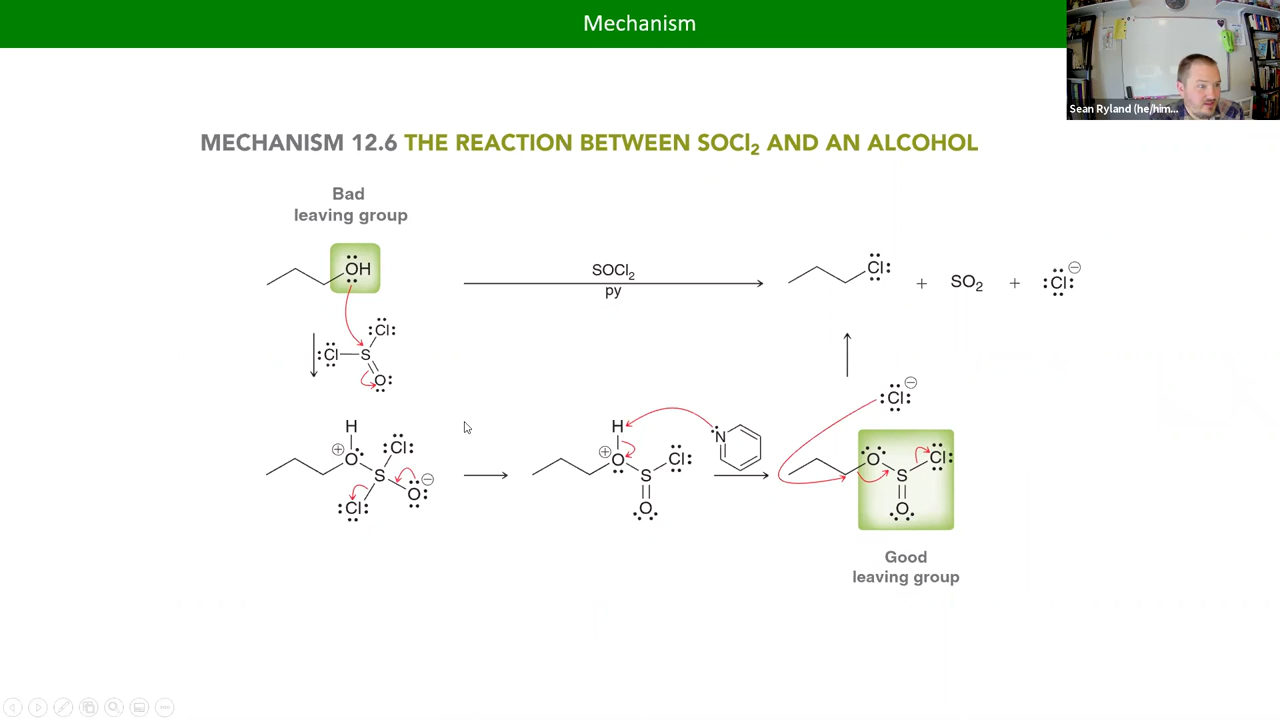 Mechanism
Sean Ryland (he/him...
MECHANISM 12.6 THE REACTION BETWEEN SOCl₂ AND AN ALCOHOL
Bad
leaving group
OH
SOCl₂
py
Cl
+ SO₂ + Cl⊖
Cl
Cl S
O
H
⊕
O
Cl
S
⊖
O
Cl
H
⊕
O
Cl
S
O
N
Cl⊖
O
Cl
S
O
Good
leaving group